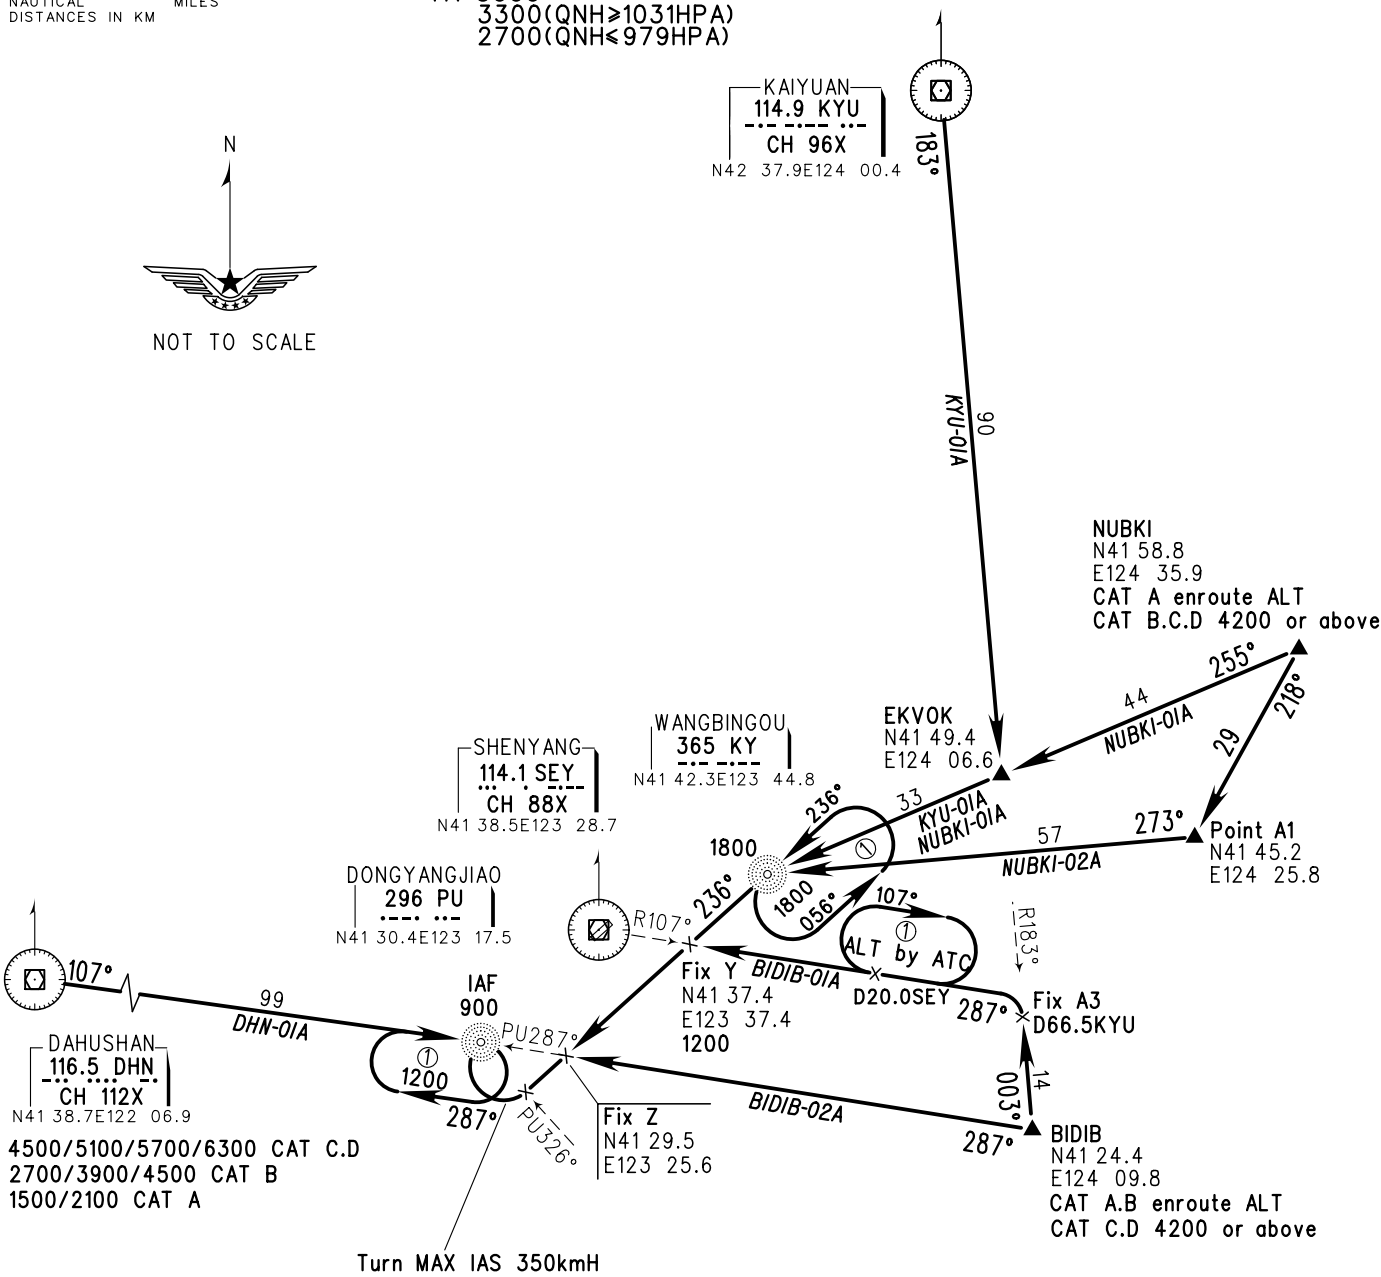 MILES
DISTANCES IN KM
3300(QNH≥1031HPA)
2700(QNH≤979HPA)
KAIYUAN
114.9 KYU
CH 96X
N42 37.9E124 00.4
183°
N
NOT TO SCALE
KYU-01A
90
NUBKI
N41 58.8
E124 35.9
CAT A enroute ALT
CAT B.C.D 4200 or above
255°
218°
44
NUBKI-01A
29
EKVOK
N41 49.4
E124 06.6
WANGBINGOU
365 KY
N41 42.3E123 44.8
SHENYANG
114.1 SEY
CH 88X
N41 38.5E123 28.7
236°
33
KYU-01A
NUBKI-01A
①
1800
57
273°
NUBKI-02A
Point A1
N41 45.2
E124 25.8
DONGYANGJIAO
296 PU
N41 30.4E123 17.5
236°
1800
056°
107°
①
ALT by ATC
R107°
R183°
BIDIB-01A
D20.0SEY
287°
Fix A3
D66.5KYU
Fix Y
N41 37.4
E123 37.4
1200
107°
99
DHN-01A
IAF
900
PU287°
DAHUSHAN
116.5 DHN
CH 112X
N41 38.7E122 06.9
①
1200
287°
PU326°
14
003°
BIDIB-02A
287°
Fix Z
N41 29.5
E123 25.6
BIDIB
N41 24.4
E124 09.8
CAT A.B enroute ALT
CAT C.D 4200 or above
4500/5100/5700/6300 CAT C.D
2700/3900/4500 CAT B
1500/2100 CAT A
Turn MAX IAS 350kmH